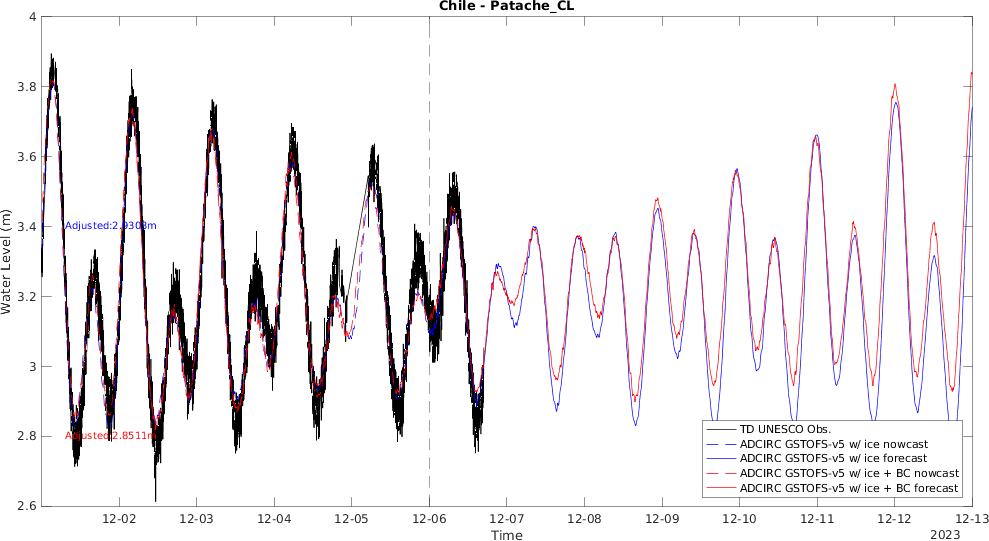 Chile - Patache_CL
4
3.8
3.6
3.4
3.2
3
2.8
2.6
Water Level (m)
Adjusted:2.9303m
Adjusted:2.8511m
TD UNESCO Obs.
ADCIRC GSTOFS-v5 w/ ice nowcast
ADCIRC GSTOFS-v5 w/ ice forecast
ADCIRC GSTOFS-v5 w/ ice + BC nowcast
ADCIRC GSTOFS-v5 w/ ice + BC forecast
12-02 12-03 12-04 12-05 12-06 12-07 12-08 12-09 12-10 12-11 12-12 12-13
Time
2023